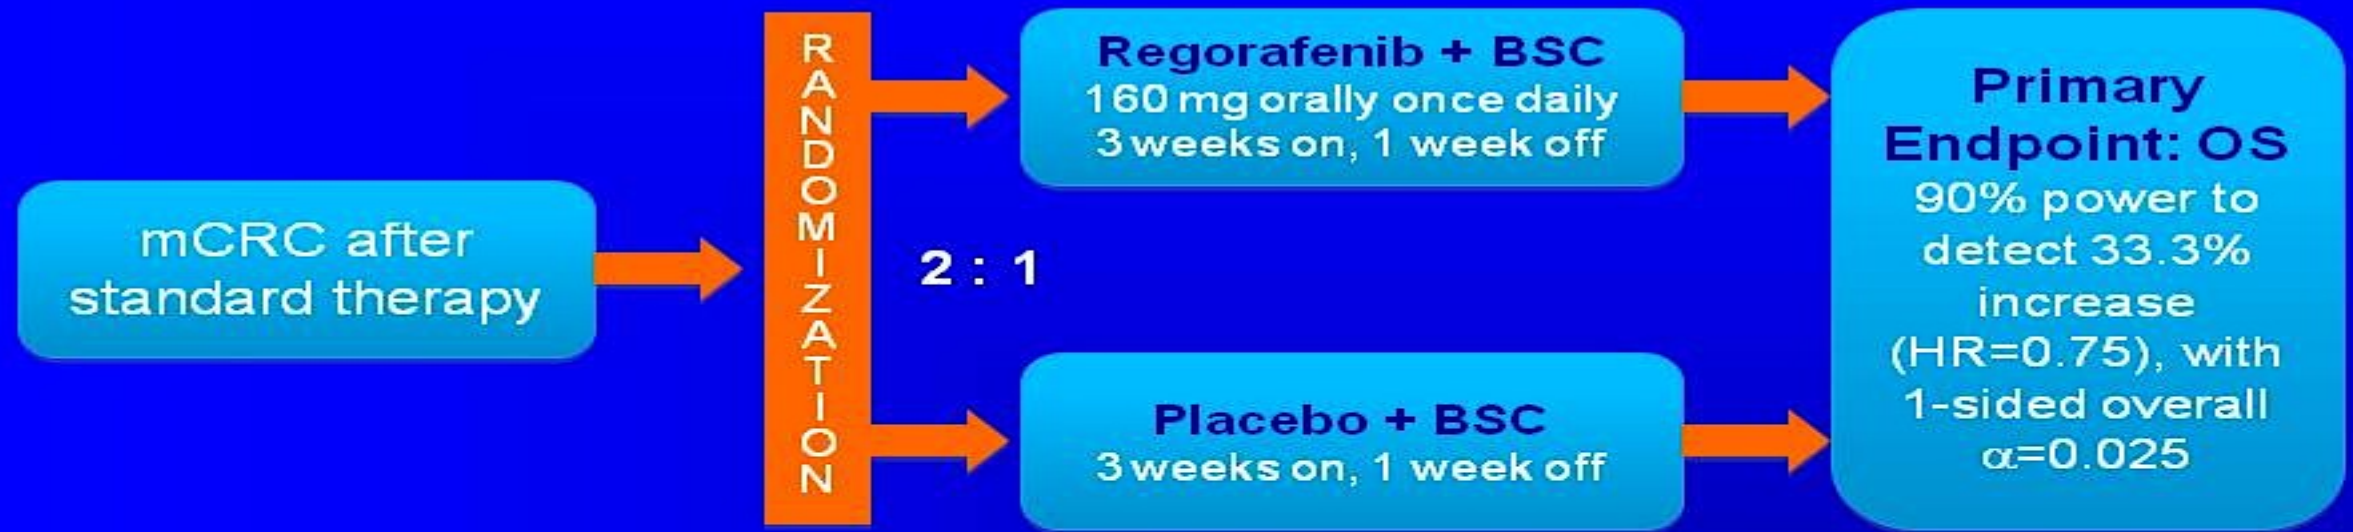 mCRC after
standard therapy
RANDOMIZATION
2 : 1
Regorafenib + BSC
160 mg orally once daily
3 weeks on, 1 week off
Placebo + BSC
3 weeks on, 1 week off
Primary
Endpoint: OS
90% power to
detect 33.3%
increase
(HR=0.75), with
1-sided overall
α=0.025